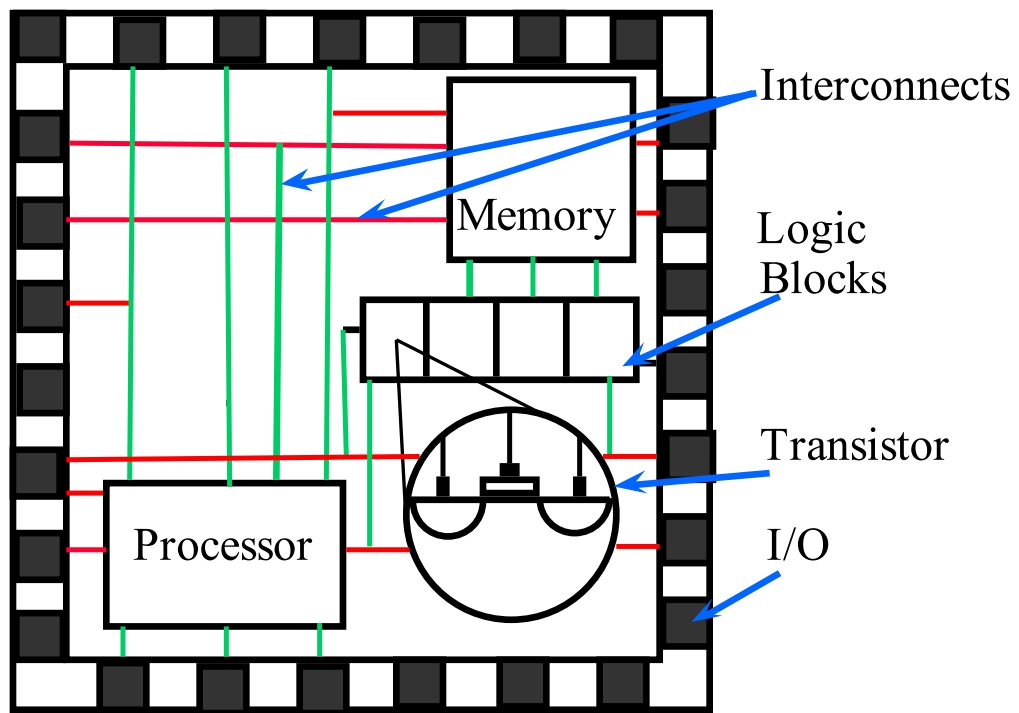 Interconnects
Memory
Logic
Blocks
Transistor
Processor
I/O